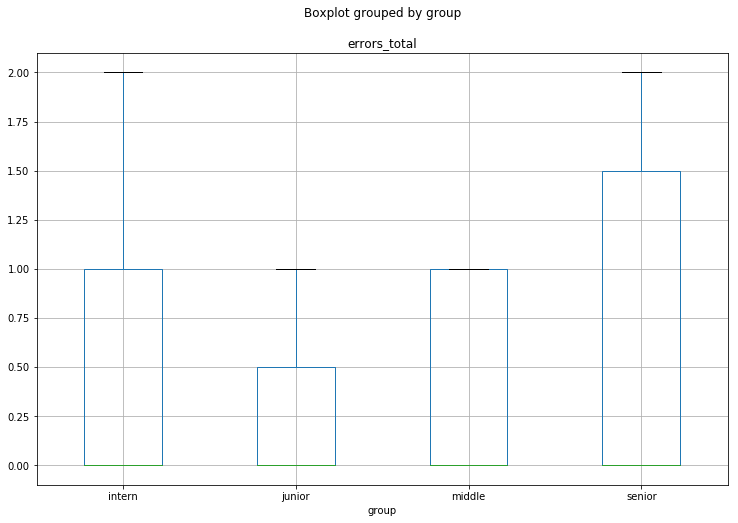 Boxplot grouped by group
errors_total
2.00
1.75
1.50
1.25
1.00
0.75
0.50
0.25
0.00
intern junior middle senior
group